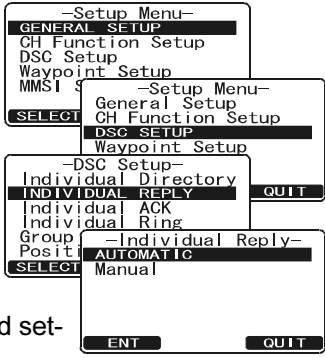 –Setup Menu–
GENERAL SETUP
CH Function Setup
DSC Setup
Waypoint Setup
MMSI S
SELECT
–Setup Menu–
General Setup
CH Function Setup
DSC SETUP
Waypoint Setup
QUIT
–DSC Setup–
Individual Directory
INDIVIDUAL REPLY
Individual ACK
Individual Ring
Group
Positi
SELECT
–Individual Reply–
AUTOMATIC
Manual
ENT QUIT
d set-